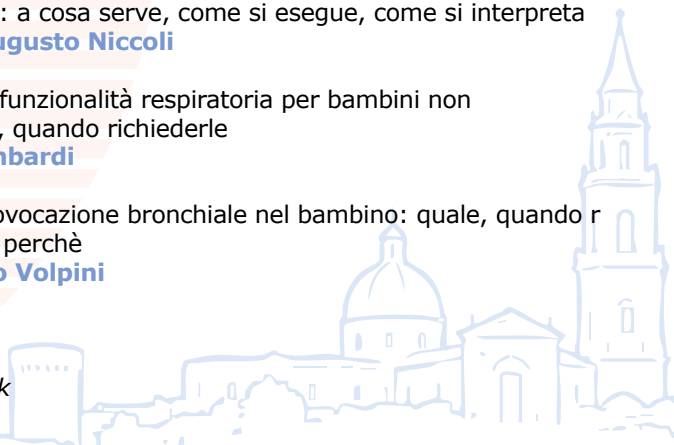 : a cosa serve, come si esegue, come si interpreta
ugusto Niccoli
funzionalità respiratoria per bambini non
, quando richiederle
mbardi
ovocazione bronchiale nel bambino: quale, quando r
perchè
o Volpini
k